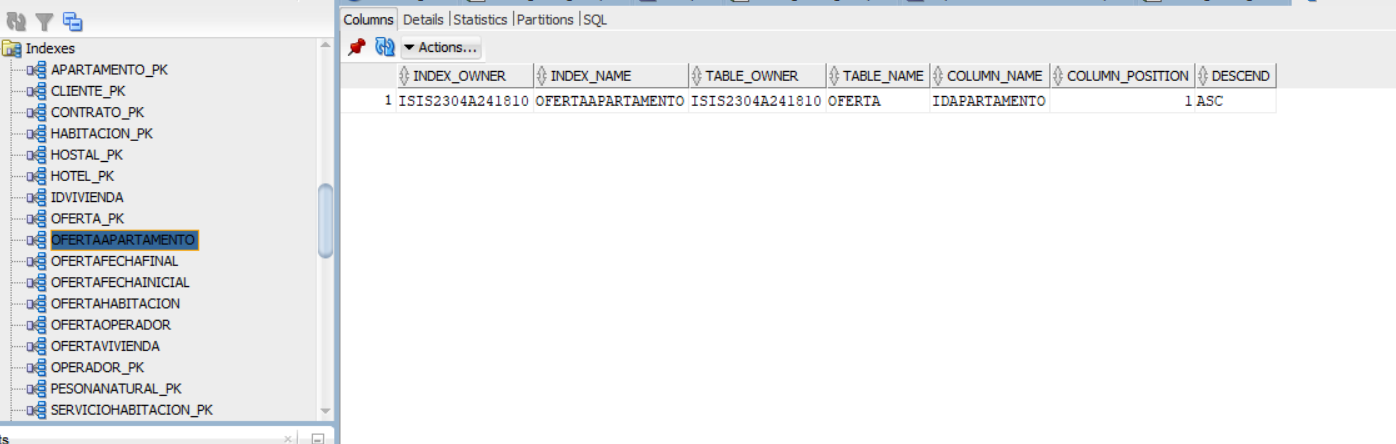 Columns Details Statistics Partitions SQL
Actions...
INDEX_OWNER INDEX_NAME TABLE_OWNER TABLE_NAME COLUMN_NAME COLUMN_POSITION DESCEND
1 ISIS2304A241810 OFERTAAPARTAMENTO ISIS2304A241810 OFERTA IDAPARTAMENTO 1 ASC
Indexes
APARTAMENTO_PK
CLIENTE_PK
CONTRATO_PK
HABITACION_PK
HOSTAL_PK
HOTEL_PK
IDVIVIENDA
OFERTA_PK
OFERTAAPARTAMENTO
OFERTAFECHAFINAL
OFERTAFECHAINICIAL
OFERTAHABITACION
OFERTAOPERADOR
OFERTAVIVIENDA
OPERADOR_PK
PESONANATURAL_PK
SERVICIOHABITACION_PK